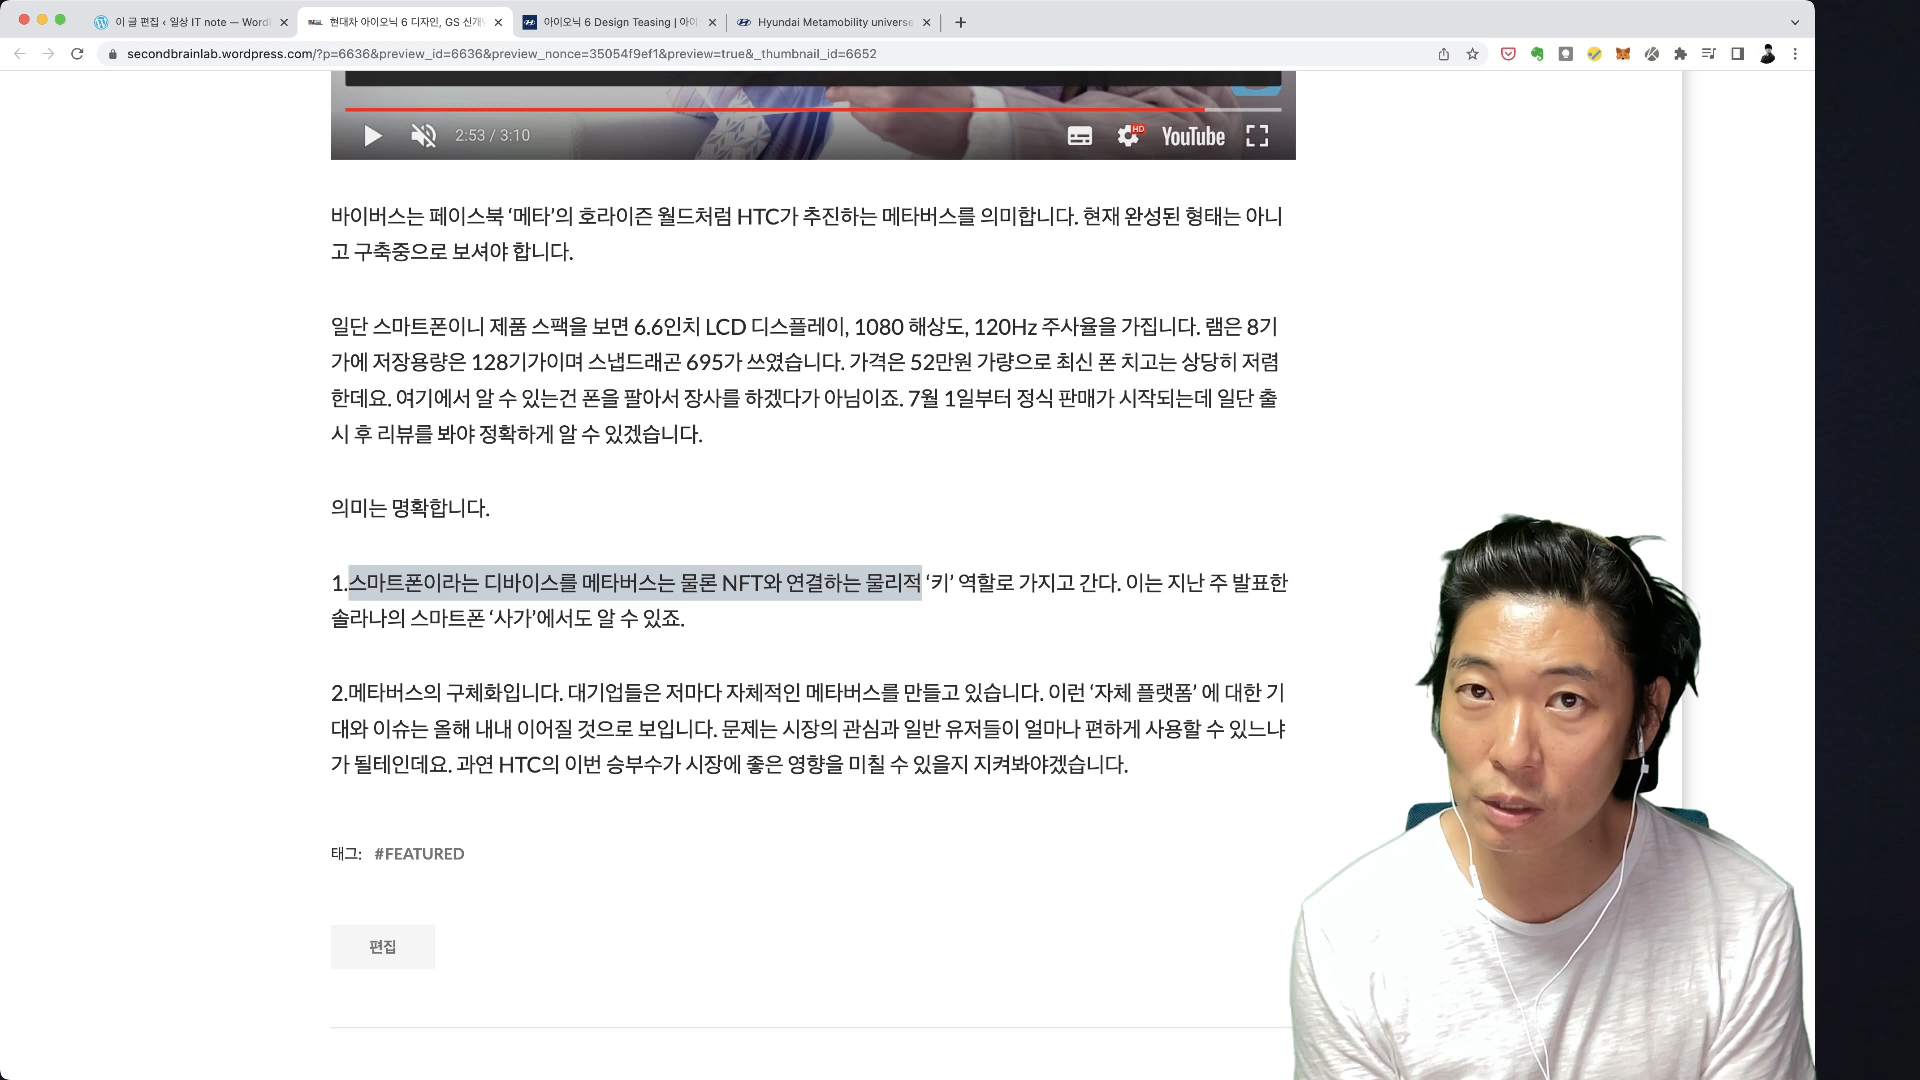 이 글 편집 ‹ 일상 IT note — Word
현대차 아이오닉 6 디자인, GS 신개
아이오닉 6 Design Teasing | 아이
Hyundai Metamobility universe
secondbrainlab.wordpress.com/?p=6636&preview_id=6636&preview_nonce=35054f9ef1&preview=true&_thumbnail_id=6652
2:53 / 3:10
HD
YouTube
바이버스는 페이스북 ‘메타’의 호라이즌 월드처럼 HTC가 추진하는 메타버스를 의미합니다. 현재 완성된 형태는 아니
고 구축중으로 보셔야 합니다.
일단 스마트폰이니 제품 스팩을 보면 6.6인치 LCD 디스플레이, 1080 해상도, 120Hz 주사율을 가집니다. 램은 8기
가에 저장용량은 128기가이며 스냅드래곤 695가 쓰였습니다. 가격은 52만원 가량으로 최신 폰 치고는 상당히 저렴
한데요. 여기에서 알 수 있는건 폰을 팔아서 장사를 하겠다가 아님이죠. 7월 1일부터 정식 판매가 시작되는데 일단 출
시 후 리뷰를 봐야 정확하게 알 수 있겠습니다.
의미는 명확합니다.
1.스마트폰이라는 디바이스를 메타버스는 물론 NFT와 연결하는 물리적 ‘키’ 역할로 가지고 간다. 이는 지난 주 발표한
솔라나의 스마트폰 ‘사가’에서도 알 수 있죠.
2.메타버스의 구체화입니다. 대기업들은 저마다 자체적인 메타버스를 만들고 있습니다. 이런 ‘자체 플랫폼’ 에 대한 기
대와 이슈는 올해 내내 이어질 것으로 보입니다. 문제는 시장의 관심과 일반 유저들이 얼마나 편하게 사용할 수 있느냐
가 될테인데요. 과연 HTC의 이번 승부수가 시장에 좋은 영향을 미칠 수 있을지 지켜봐야겠습니다.
태그: #FEATURED
편집